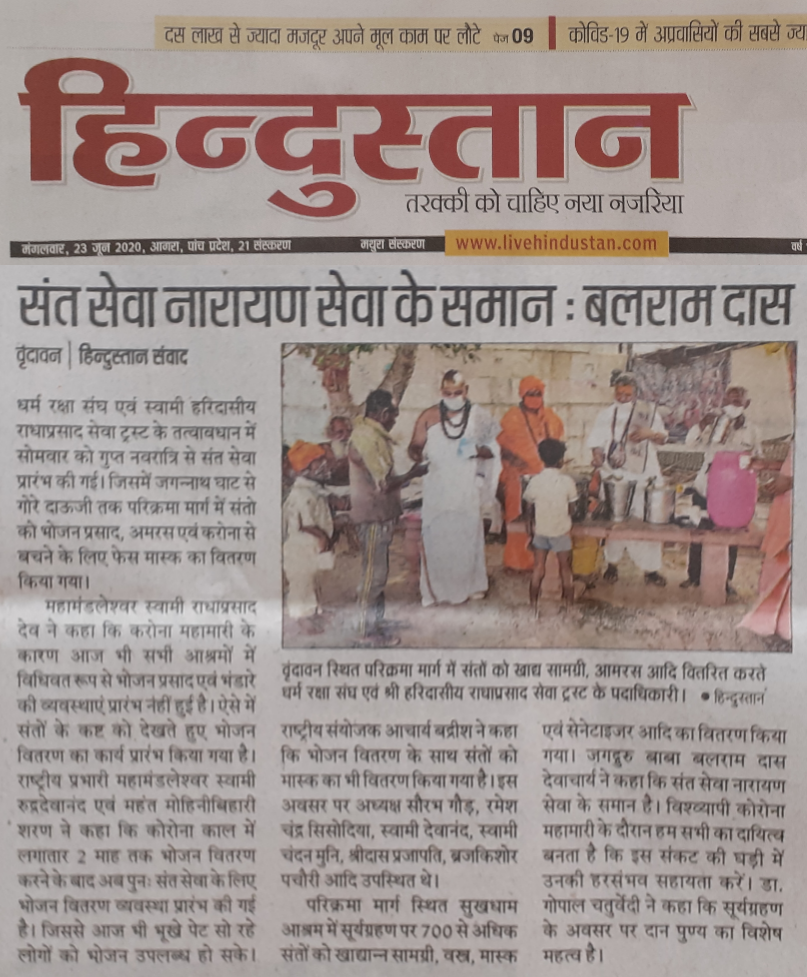 दस लाख से ज्यादा मजदूर अपने मूल काम पर लौटे पेज 09
कोविड-19 में अप्रवासियों की सबसे ज्या
हिन्दुस्तान
तरक्की को चाहिए नया नजरिया
मंगलवार, 23 जून 2020, आगरा, पांच प्रदेश, 21 संस्करण
मथुरा संस्करण
www.livehindustan.com
वर्ष
संत सेवा नारायण सेवा के समान : बलराम दास
वृंदावन | हिन्दुस्तान संवाद
धर्म रक्षा संघ एवं स्वामी हरिदासीय
राधाप्रसाद सेवा ट्रस्ट के तत्वावधान में
सोमवार को गुप्त नवरात्रि से संत सेवा
प्रारंभ की गई। जिसमें जगन्नाथ घाट से
गोरे दाऊजी तक परिक्रमा मार्ग में संतो
को भोजन प्रसाद, अमरस एवं करोना से
बचने के लिए फेस मास्क का वितरण
किया गया।
महामंडलेश्वर स्वामी राधाप्रसाद
देव ने कहा कि करोना महामारी के
कारण आज भी सभी आश्रमों में
विधिवत रूप से भोजन प्रसाद एवं भंडारे
की व्यवस्थाएं प्रारंभ नहीं हुई है। ऐसे में
संतों के कष्ट को देखते हुए भोजन
वितरण का कार्य प्रारंभ किया गया है।
राष्ट्रीय प्रभारी महामंडलेश्वर स्वामी
रुद्रदेवानंद एवं महंत मोहिनीबिहारी
शरण ने कहा कि कोरोना काल में
लगातार 2 माह तक भोजन वितरण
करने के बाद अब पुनः संत सेवा के लिए
भोजन वितरण व्यवस्था प्रारंभ की गई
है। जिससे आज भी भूखे पेट सो रहे
लोगों को भोजन उपलब्ध हो सके।
वृंदावन स्थित परिक्रमा मार्ग में संतों को खाद्य सामग्री, आमरस आदि वितरित करते
धर्म रक्षा संघ एवं श्री हरिदासीय राधाप्रसाद सेवा ट्रस्ट के पदाधिकारी। ● हिन्दुस्तान
राष्ट्रीय संयोजक आचार्य बद्रीश ने कहा
कि भोजन वितरण के साथ संतों को
मास्क का भी वितरण किया गया है। इस
अवसर पर अध्यक्ष सौरभ गौड़, रमेश
चंद्र सिसोदिया, स्वामी देवानंद, स्वामी
चंदन मुनि, श्रीदास प्रजापति, ब्रजकिशोर
पचौरी आदि उपस्थित थे।
परिक्रमा मार्ग स्थित सुखधाम
आश्रम में सूर्यग्रहण पर 700 से अधिक
संतों को खाद्यान्न सामग्री, वस्त्र, मास्क
एवं सेनेटाइजर आदि का वितरण किया
गया। जगद्गुरु बाबा बलराम दास
देवाचार्य ने कहा कि संत सेवा नारायण
सेवा के समान है। विश्व्यापी कोरोना
महामारी के दौरान हम सभी का दायित्व
बनता है कि इस संकट की घड़ी में
उनकी हरसंभव सहायता करें। डा.
गोपाल चतुर्वेदी ने कहा कि सूर्यग्रहण
के अवसर पर दान पुण्य का विशेष
महत्व है।